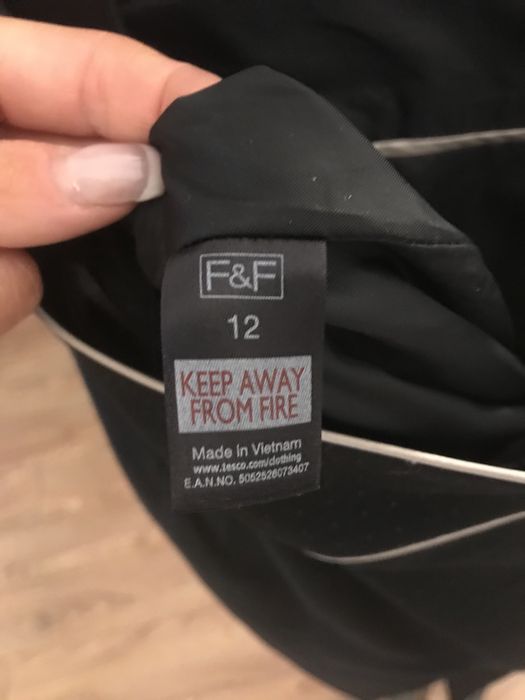 F&F
12
KEEP AWAY
FROM FIRE
Made in Vietnam
www.tesco.com/clothing
E.A.N.NO. 5052526073407